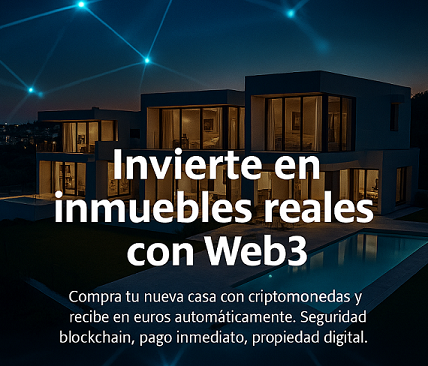 Invierte en
inmuebles reales
con Web3
Compra tu nueva casa con criptomonedas y
recibe en euros automáticamente. Seguridad
blockchain, pago inmediato, propiedad digital.